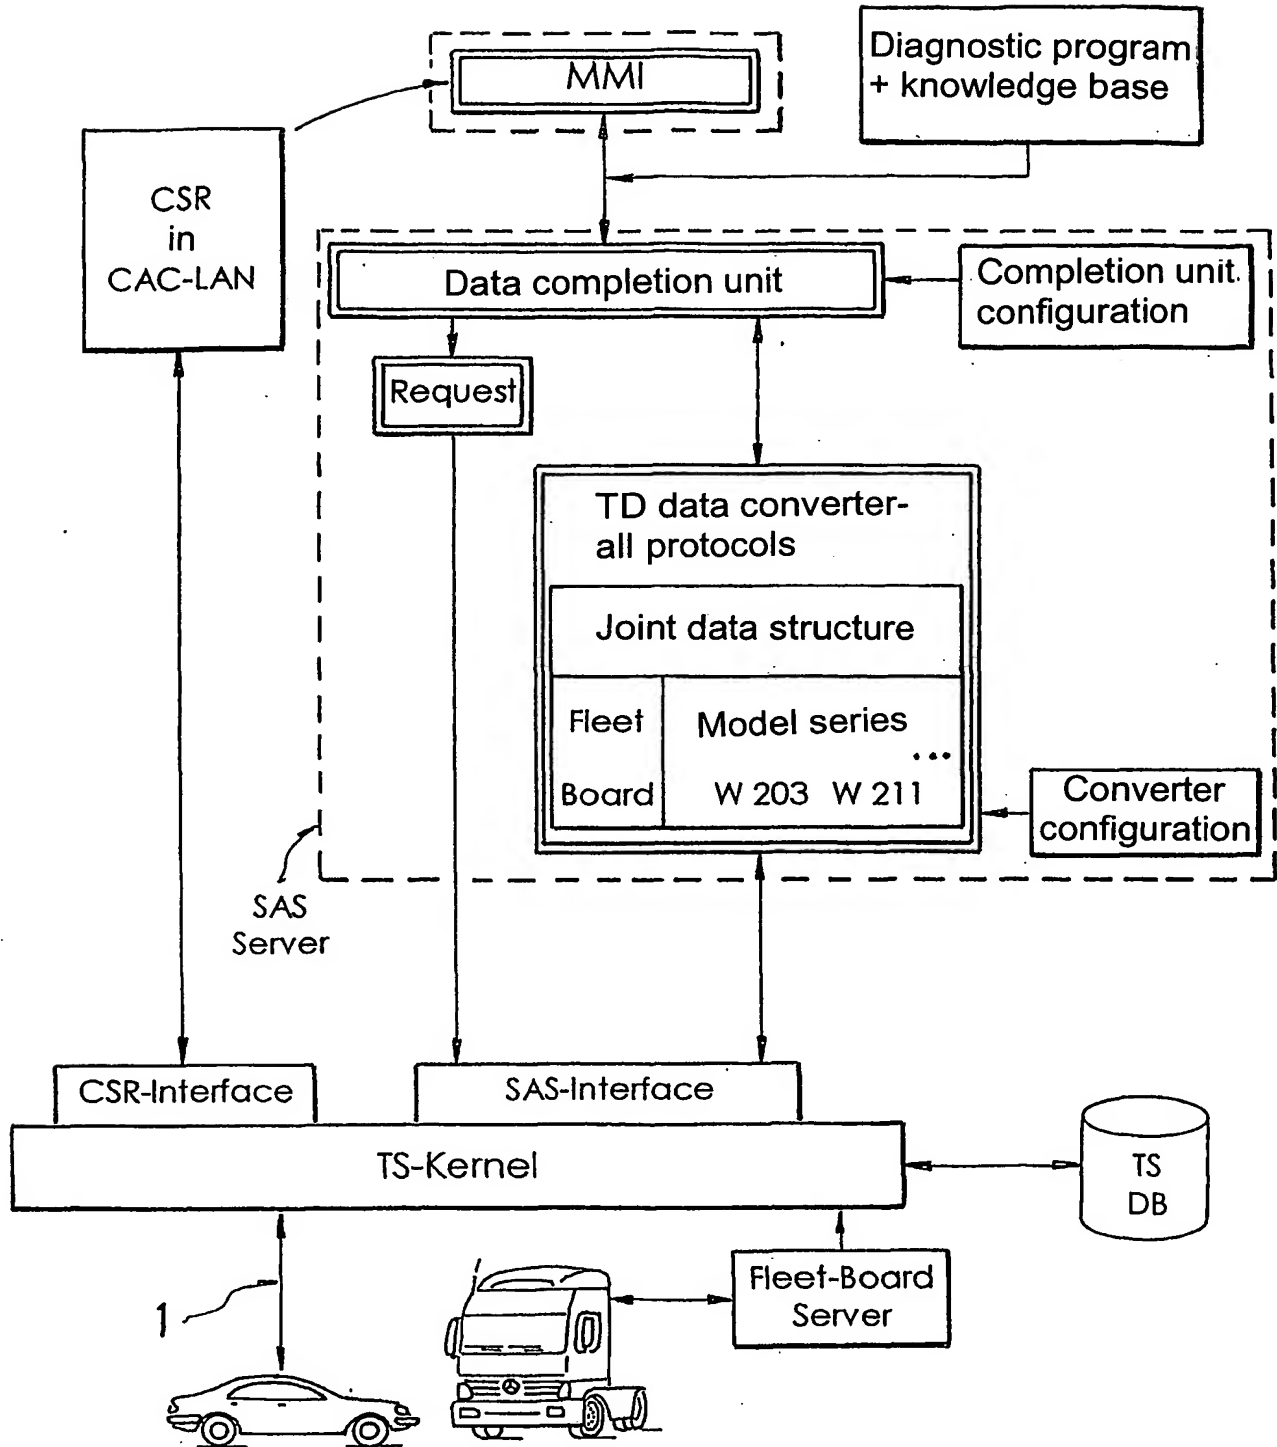 MMI
Diagnostic program
+ knowledge base
CSR
in
CAC-LAN
Data completion unit
Completion unit
configuration
Request
TD data converter-
all protocols
Joint data structure
Fleet
Board
Model series
...
W 203 W 211
Converter
configuration
SAS
Server
CSR-Interface
SAS-Interface
TS-Kernel
TS
DB
1
Fleet-Board
Server